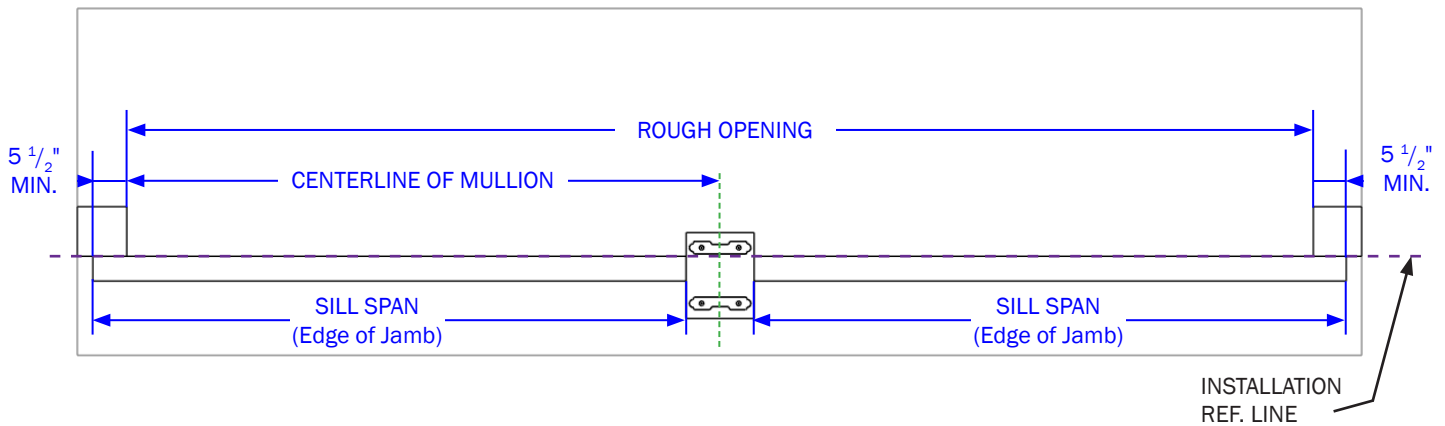 ROUGH OPENING
5 1/2"
MIN.
CENTERLINE OF MULLION
5 1/2"
MIN.
SILL SPAN
(Edge of Jamb)
SILL SPAN
(Edge of Jamb)
INSTALLATION
REF. LINE